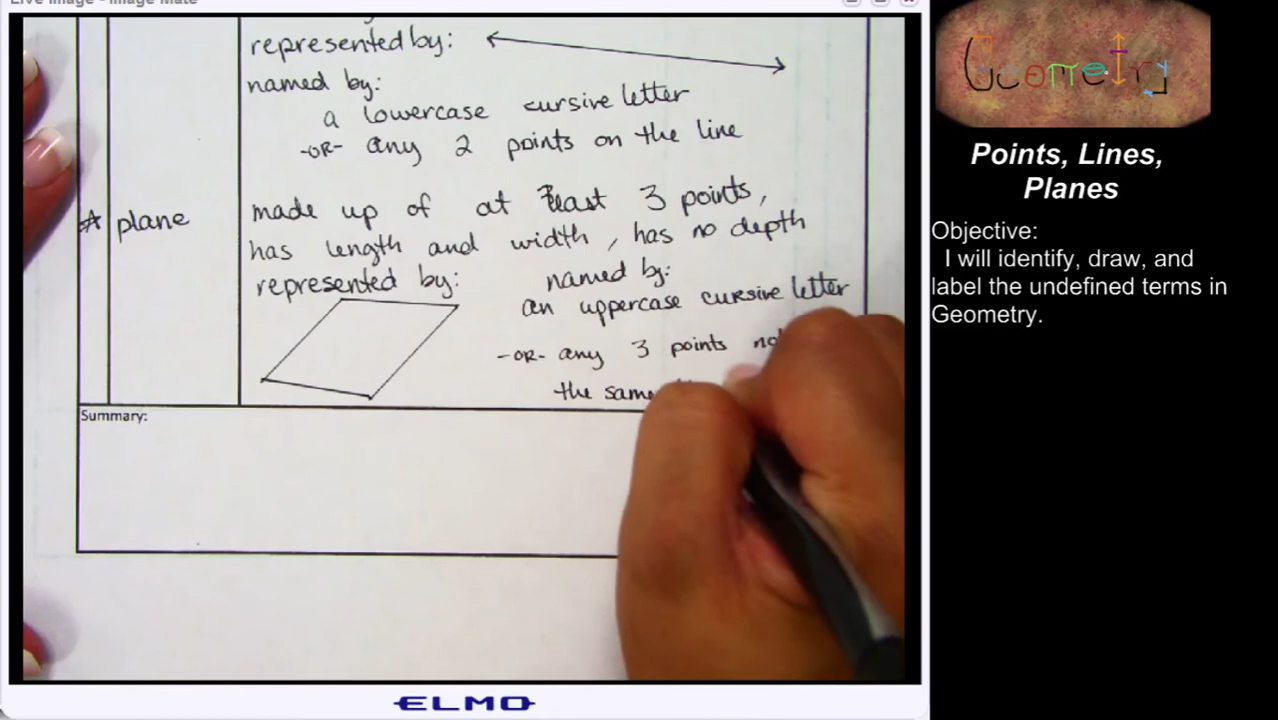 represented by:
named by:
a lowercase cursive letter
-OR- any 2 points on the line
* plane
made up of at least 3 points,
has length and width, has no depth
represented by:
named by:
an uppercase cursive letter
-OR- any 3 points
the same
Summary:
ELMO
Geometry
Points, Lines,
Planes
Objective:
I will identify, draw, and
label the undefined terms in
Geometry.